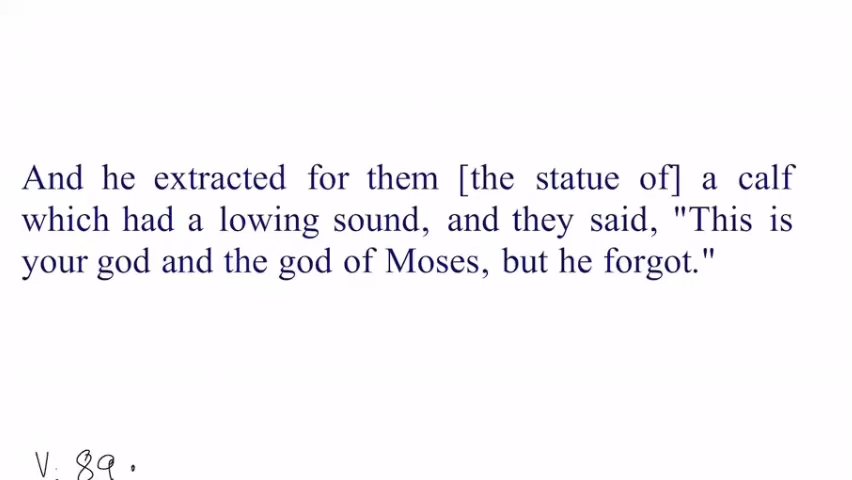 And he extracted for them [the statue of] a calf
which had a lowing sound, and they said, "This is
your god and the god of Moses, but he forgot."
V. 89.